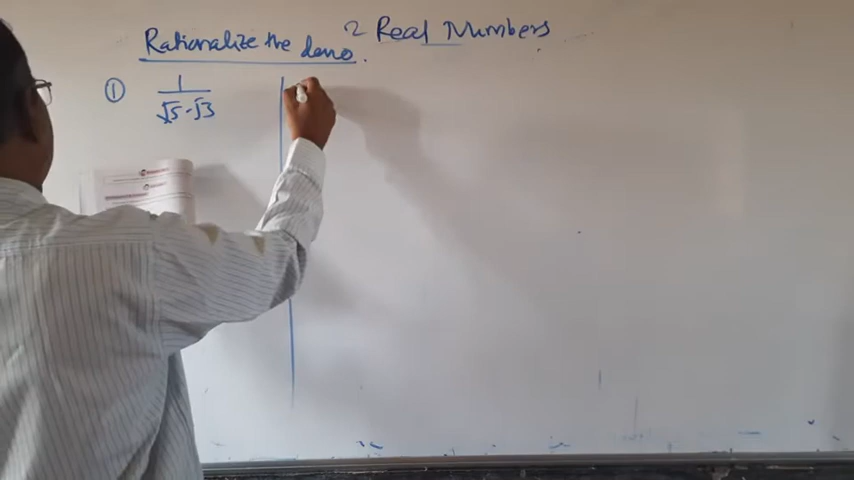 2 Real Numbers.
Rationalize the deno.
① 1/√5-√3